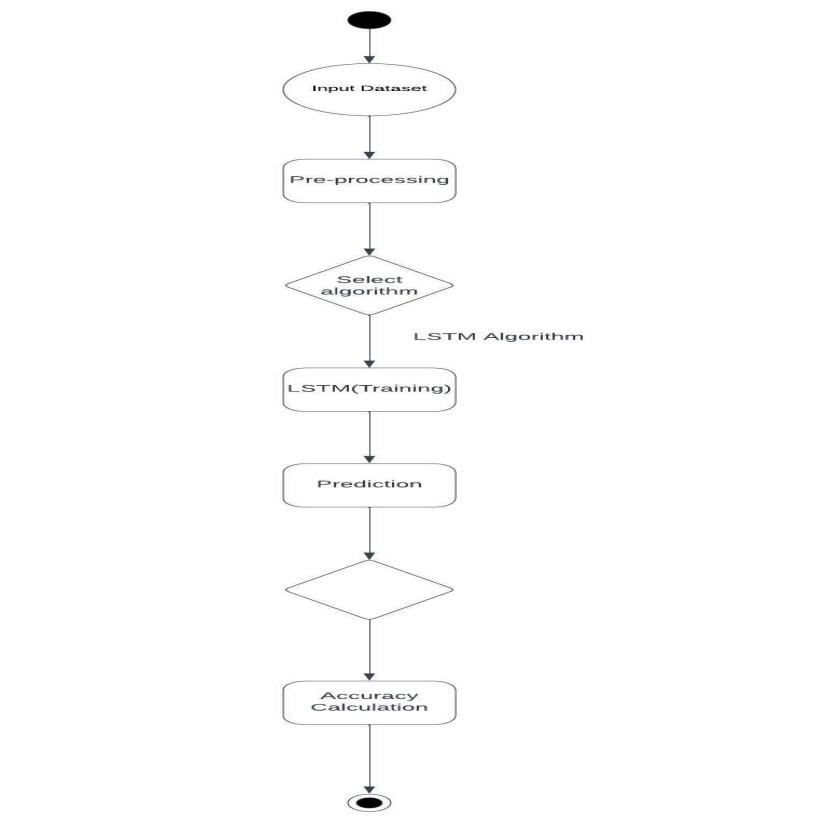 Input Dataset
Pre-processing
Select
algorithm
LSTM Algorithm
LSTM(Training)
Prediction
Accuracy
Calculation